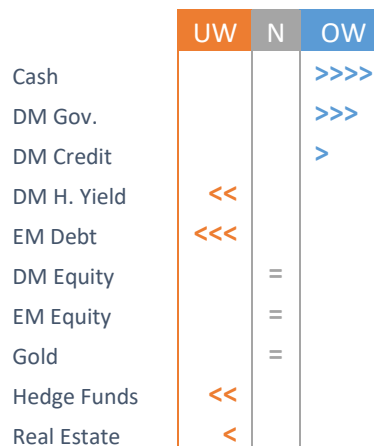 UW N OW
Cash >>>>
DM Gov. >>>
DM Credit >
DM H. Yield <<
EM Debt <<<
DM Equity =
EM Equity =
Gold =
Hedge Funds <<
Real Estate <